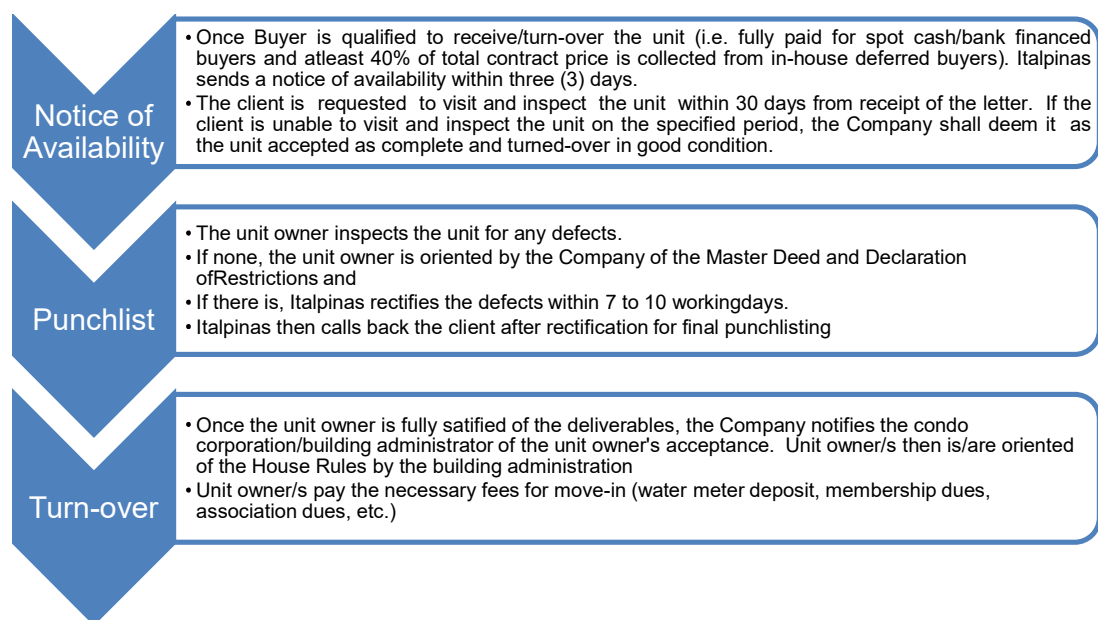 Notice of
Availability
• Once Buyer is qualified to receive/turn-over the unit (i.e. fully paid for spot cash/bank financed
buyers and atleast 40% of total contract price is collected from in-house deferred buyers). Italpinas
sends a notice of availability within three (3) days.
• The client is requested to visit and inspect the unit within 30 days from receipt of the letter. If the
client is unable to visit and inspect the unit on the specified period, the Company shall deem it as
the unit accepted as complete and turned-over in good condition.
Punchlist
• The unit owner inspects the unit for any defects.
• If none, the unit owner is oriented by the Company of the Master Deed and Declaration
ofRestrictions and
• If there is, Italpinas rectifies the defects within 7 to 10 workingdays.
• Italpinas then calls back the client after rectification for final punchlisting
Turn-over
• Once the unit owner is fully satified of the deliverables, the Company notifies the condo
corporation/building administrator of the unit owner's acceptance. Unit owner/s then is/are oriented
of the House Rules by the building administration
• Unit owner/s pay the necessary fees for move-in (water meter deposit, membership dues,
association dues, etc.)